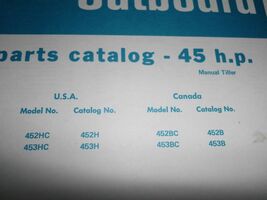 Outboard
parts catalog - 45 h.p.
Manual Tiller
U.S.A. Canada
Model No. Catalog No. Model No. Catalog No.
452HC 452H 452BC 452B
453HC 453H 453BC 453B